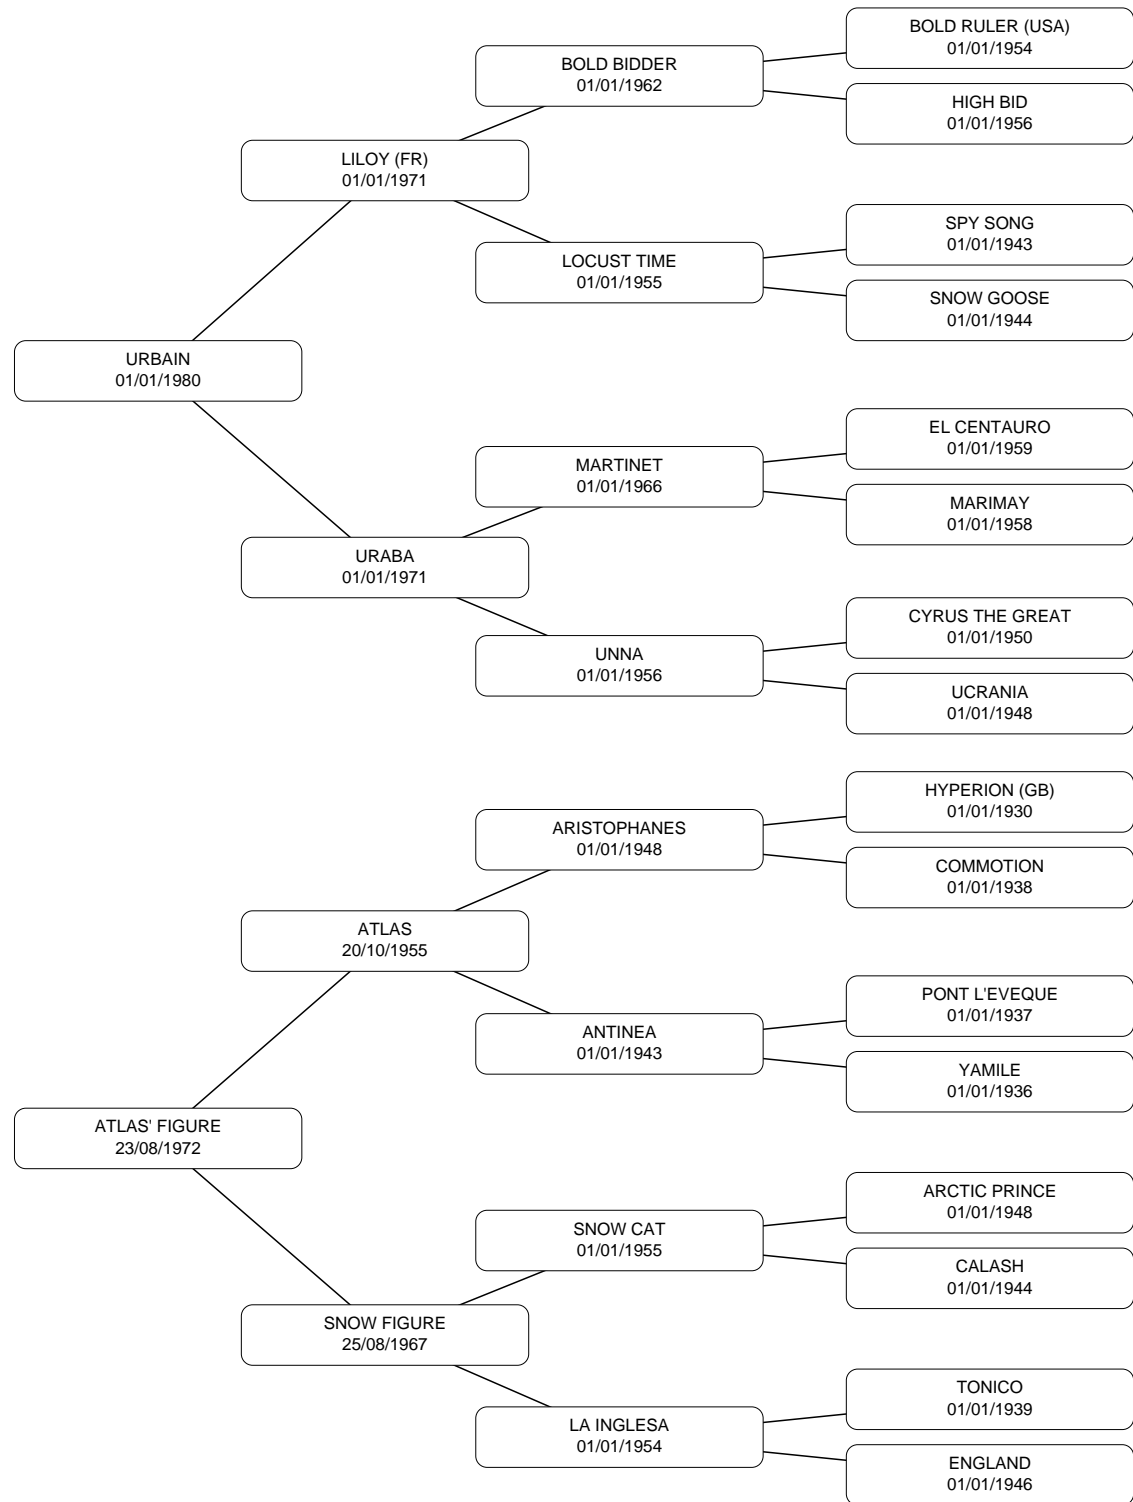 BOLD RULER (USA)
01/01/1954
BOLD BIDDER
01/01/1962
HIGH BID
01/01/1956
LILOY (FR)
01/01/1971
SPY SONG
01/01/1943
LOCUST TIME
01/01/1955
SNOW GOOSE
01/01/1944
URBAIN
01/01/1980
EL CENTAURO
01/01/1959
MARTINET
01/01/1966
MARIMAY
01/01/1958
URABA
01/01/1971
CYRUS THE GREAT
01/01/1950
UNNA
01/01/1956
UCRANIA
01/01/1948
HYPERION (GB)
01/01/1930
ARISTOPHANES
01/01/1948
COMMOTION
01/01/1938
ATLAS
20/10/1955
PONT L'EVEQUE
01/01/1937
ANTINEA
01/01/1943
YAMILE
01/01/1936
ATLAS' FIGURE
23/08/1972
ARCTIC PRINCE
01/01/1948
SNOW CAT
01/01/1955
CALASH
01/01/1944
SNOW FIGURE
25/08/1967
TONICO
01/01/1939
LA INGLESA
01/01/1954
ENGLAND
01/01/1946